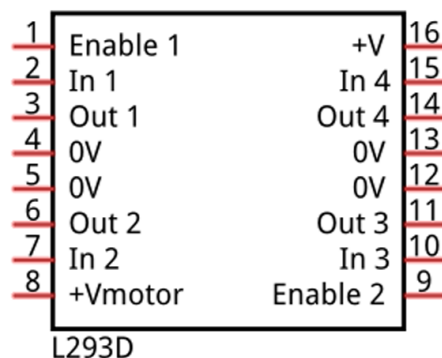 1 Enable 1 +V 16
2 In 1 In 4 15
3 Out 1 Out 4 14
4 0V 0V 13
5 0V 0V 12
6 Out 2 Out 3 11
7 In 2 In 3 10
8 +Vmotor Enable 2 9
L293D